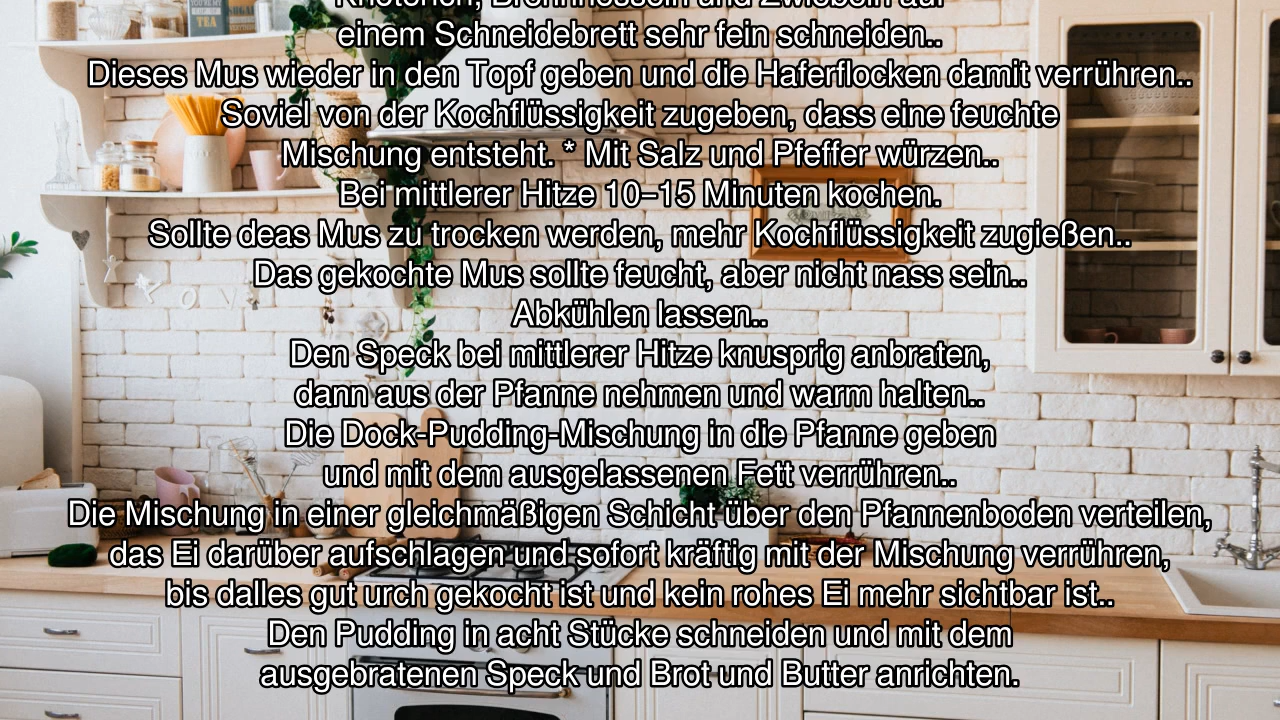 Knöterich, Brennnesseln und Zwiebeln auf
einem Schneidebrett sehr fein schneiden..
Dieses Mus wieder in den Topf geben und die Haferflocken damit verrühren..
Soviel von der Kochflüssigkeit zugeben, dass eine feuchte
Mischung entsteht. * Mit Salz und Pfeffer würzen..
Bei mittlerer Hitze 10–15 Minuten kochen.
Sollte deas Mus zu trocken werden, mehr Kochflüssigkeit zugießen..
Das gekochte Mus sollte feucht, aber nicht nass sein..
Abkühlen lassen..
Den Speck bei mittlerer Hitze knusprig anbraten,
dann aus der Pfanne nehmen und warm halten..
Die Dock-Pudding-Mischung in die Pfanne geben
und mit dem ausgelassenen Fett verrühren..
Die Mischung in einer gleichmäßigen Schicht über den Pfannenboden verteilen,
das Ei darüber aufschlagen und sofort kräftig mit der Mischung verrühren,
bis dalles gut urch gekocht ist und kein rohes Ei mehr sichtbar ist..
Den Pudding in acht Stücke schneiden und mit dem
ausgebratenen Speck und Brot und Butter anrichten.